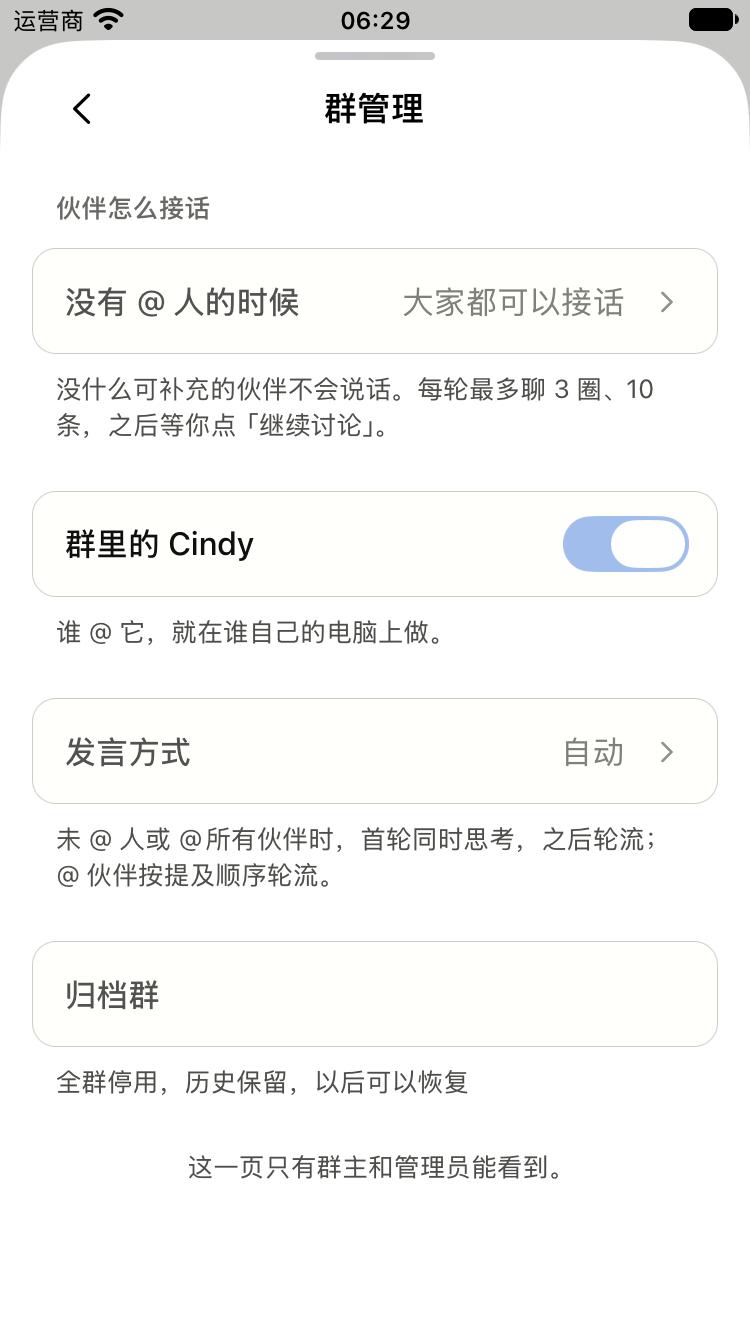 运营商 06:29
群管理
伙伴怎么接话
没有 @ 人的时候 大家都可以接话
没什么可补充的伙伴不会说话。每轮最多聊 3 圈、10
条，之后等你点「继续讨论」。
群里的 Cindy
谁 @ 它，就在谁自己的电脑上做。
发言方式 自动
未 @ 人或 @所有伙伴时，首轮同时思考，之后轮流；
@ 伙伴按提及顺序轮流。
归档群
全群停用，历史保留，以后可以恢复
这一页只有群主和管理员能看到。